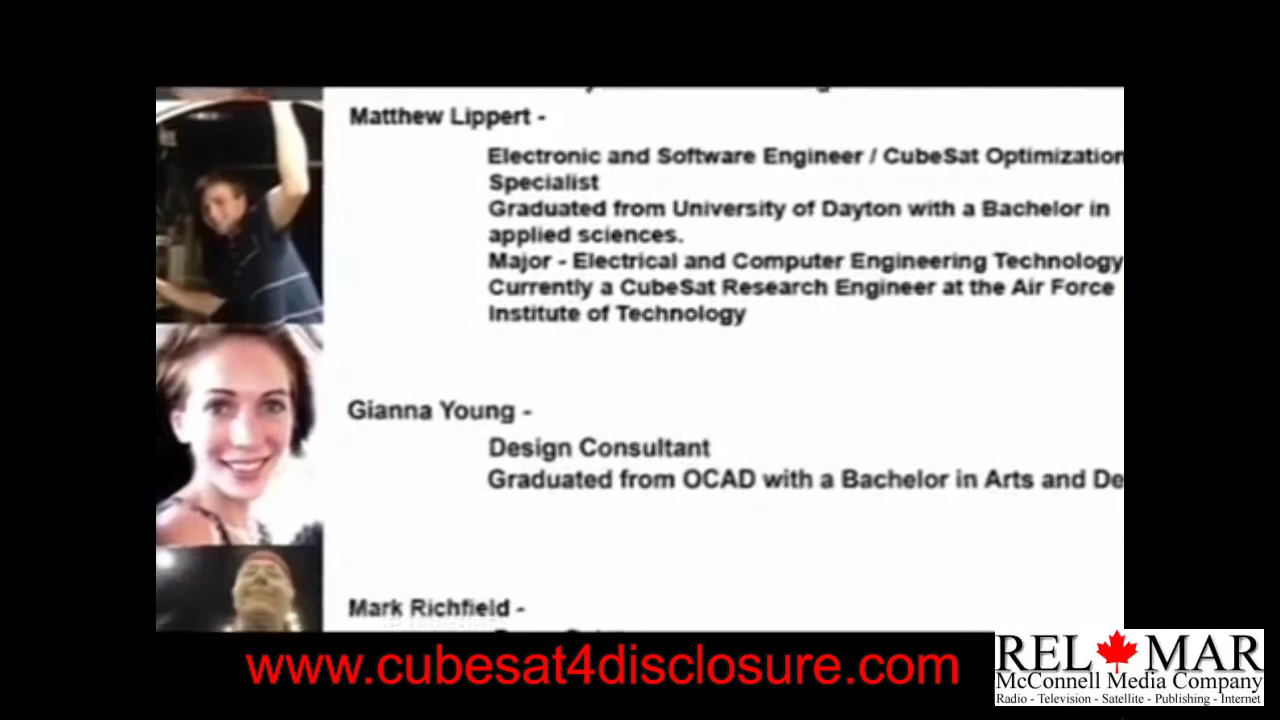 Matthew Lippert -
Electronic and Software Engineer / CubeSat Optimization
Specialist
Graduated from University of Dayton with a Bachelor in
applied sciences.
Major - Electrical and Computer Engineering Technology
Currently a CubeSat Research Engineer at the Air Force
Institute of Technology
Gianna Young -
Design Consultant
Graduated from OCAD with a Bachelor in Arts and De
Mark Richfield -
www.cubesat4disclosure.com
REL MAR
McConnell Media Company
Radio - Television - Satellite - Publishing - Internet